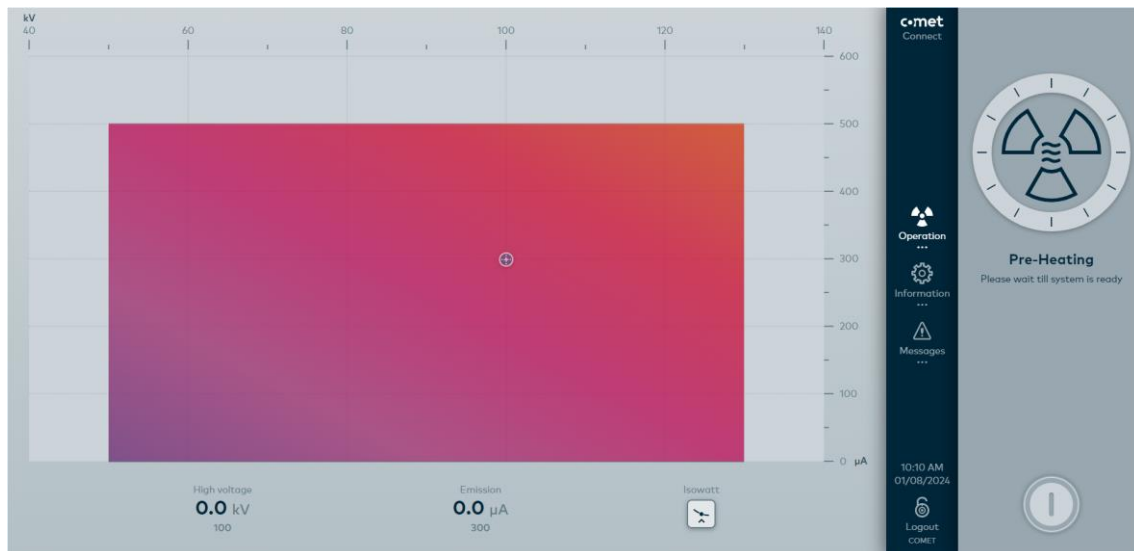 kV
40 60 80 100 120 140
600
500
400
300
200
100
0 µA
High voltage
0.0 kV
100
Emission
0.0 µA
300
Isowatt
comet
Connect
Operation
Information
Messages
10:10 AM
01/08/2024
Logout
COMET
Pre-Heating
Please wait till system is ready